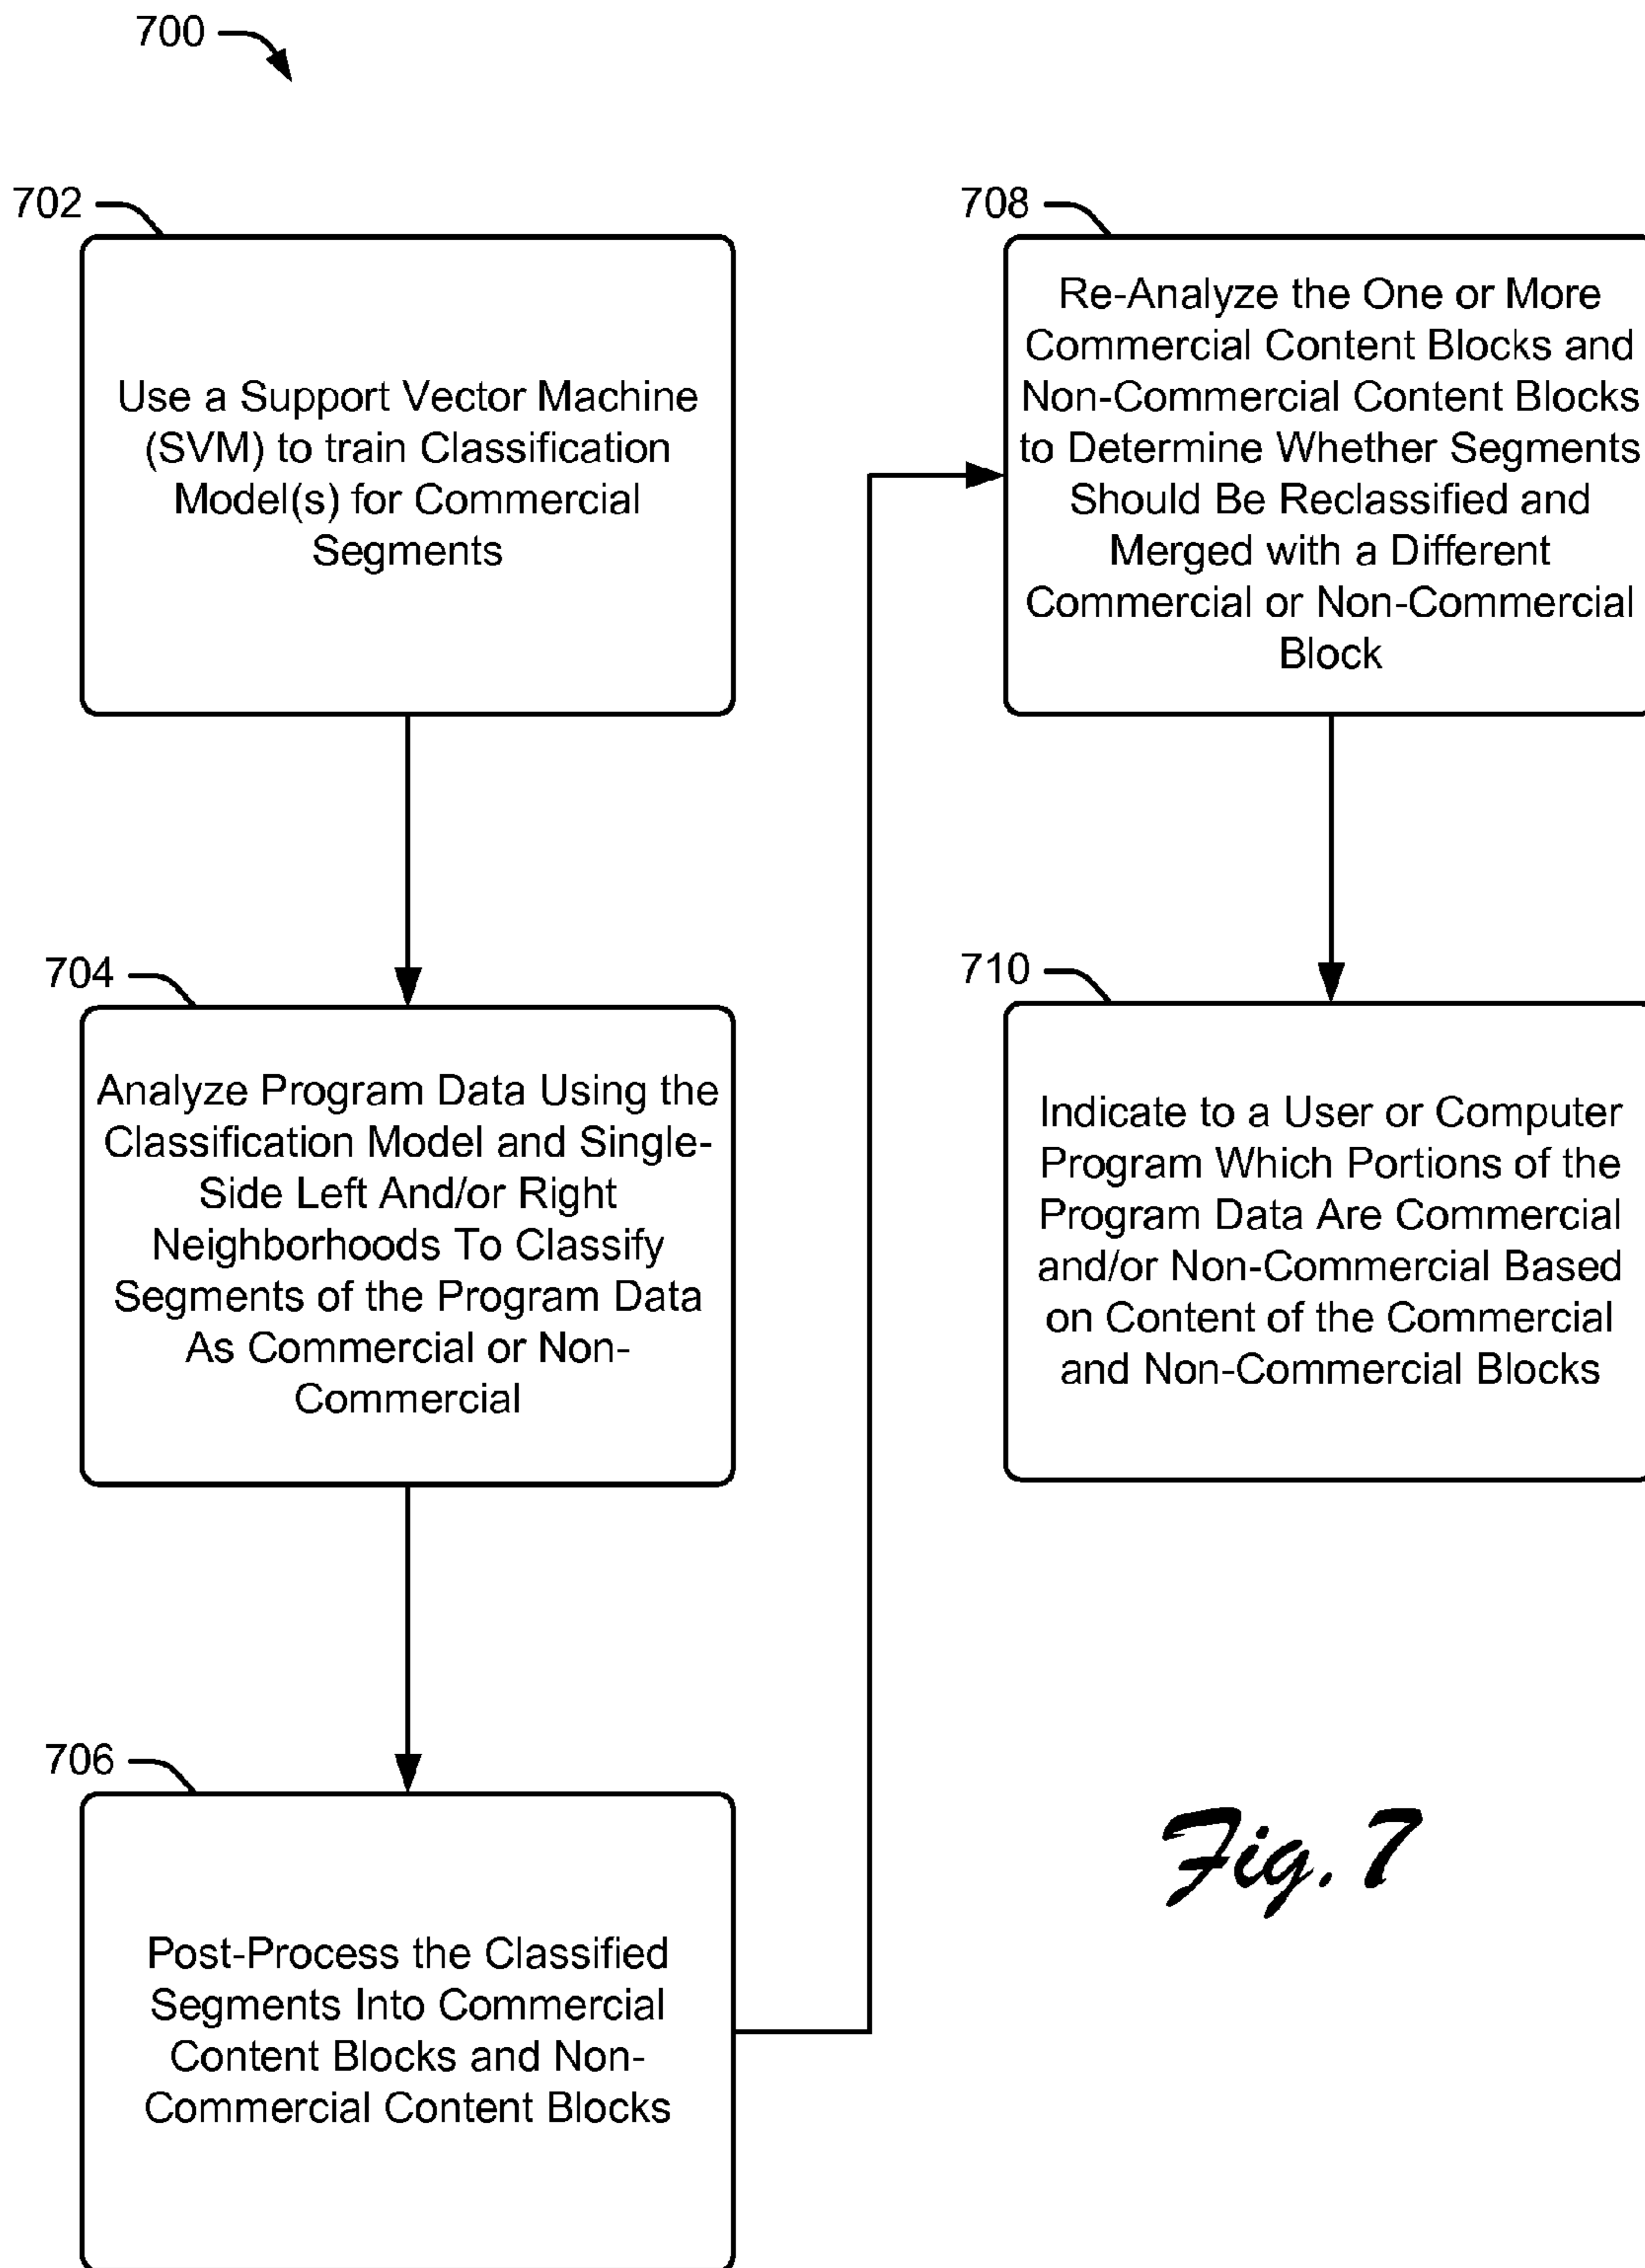 700
702
Use a Support Vector Machine
(SVM) to train Classification
Model(s) for Commercial
Segments
704
Analyze Program Data Using the
Classification Model and Single-
Side Left And/or Right
Neighborhoods To Classify
Segments of the Program Data
As Commercial or Non-
Commercial
706
Post-Process the Classified
Segments Into Commercial
Content Blocks and Non-
Commercial Content Blocks
708
Re-Analyze the One or More
Commercial Content Blocks and
Non-Commercial Content Blocks
to Determine Whether Segments
Should Be Reclassified and
Merged with a Different
Commercial or Non-Commercial
Block
710
Indicate to a User or Computer
Program Which Portions of the
Program Data Are Commercial
and/or Non-Commercial Based
on Content of the Commercial
and Non-Commercial Blocks
Fig. 7